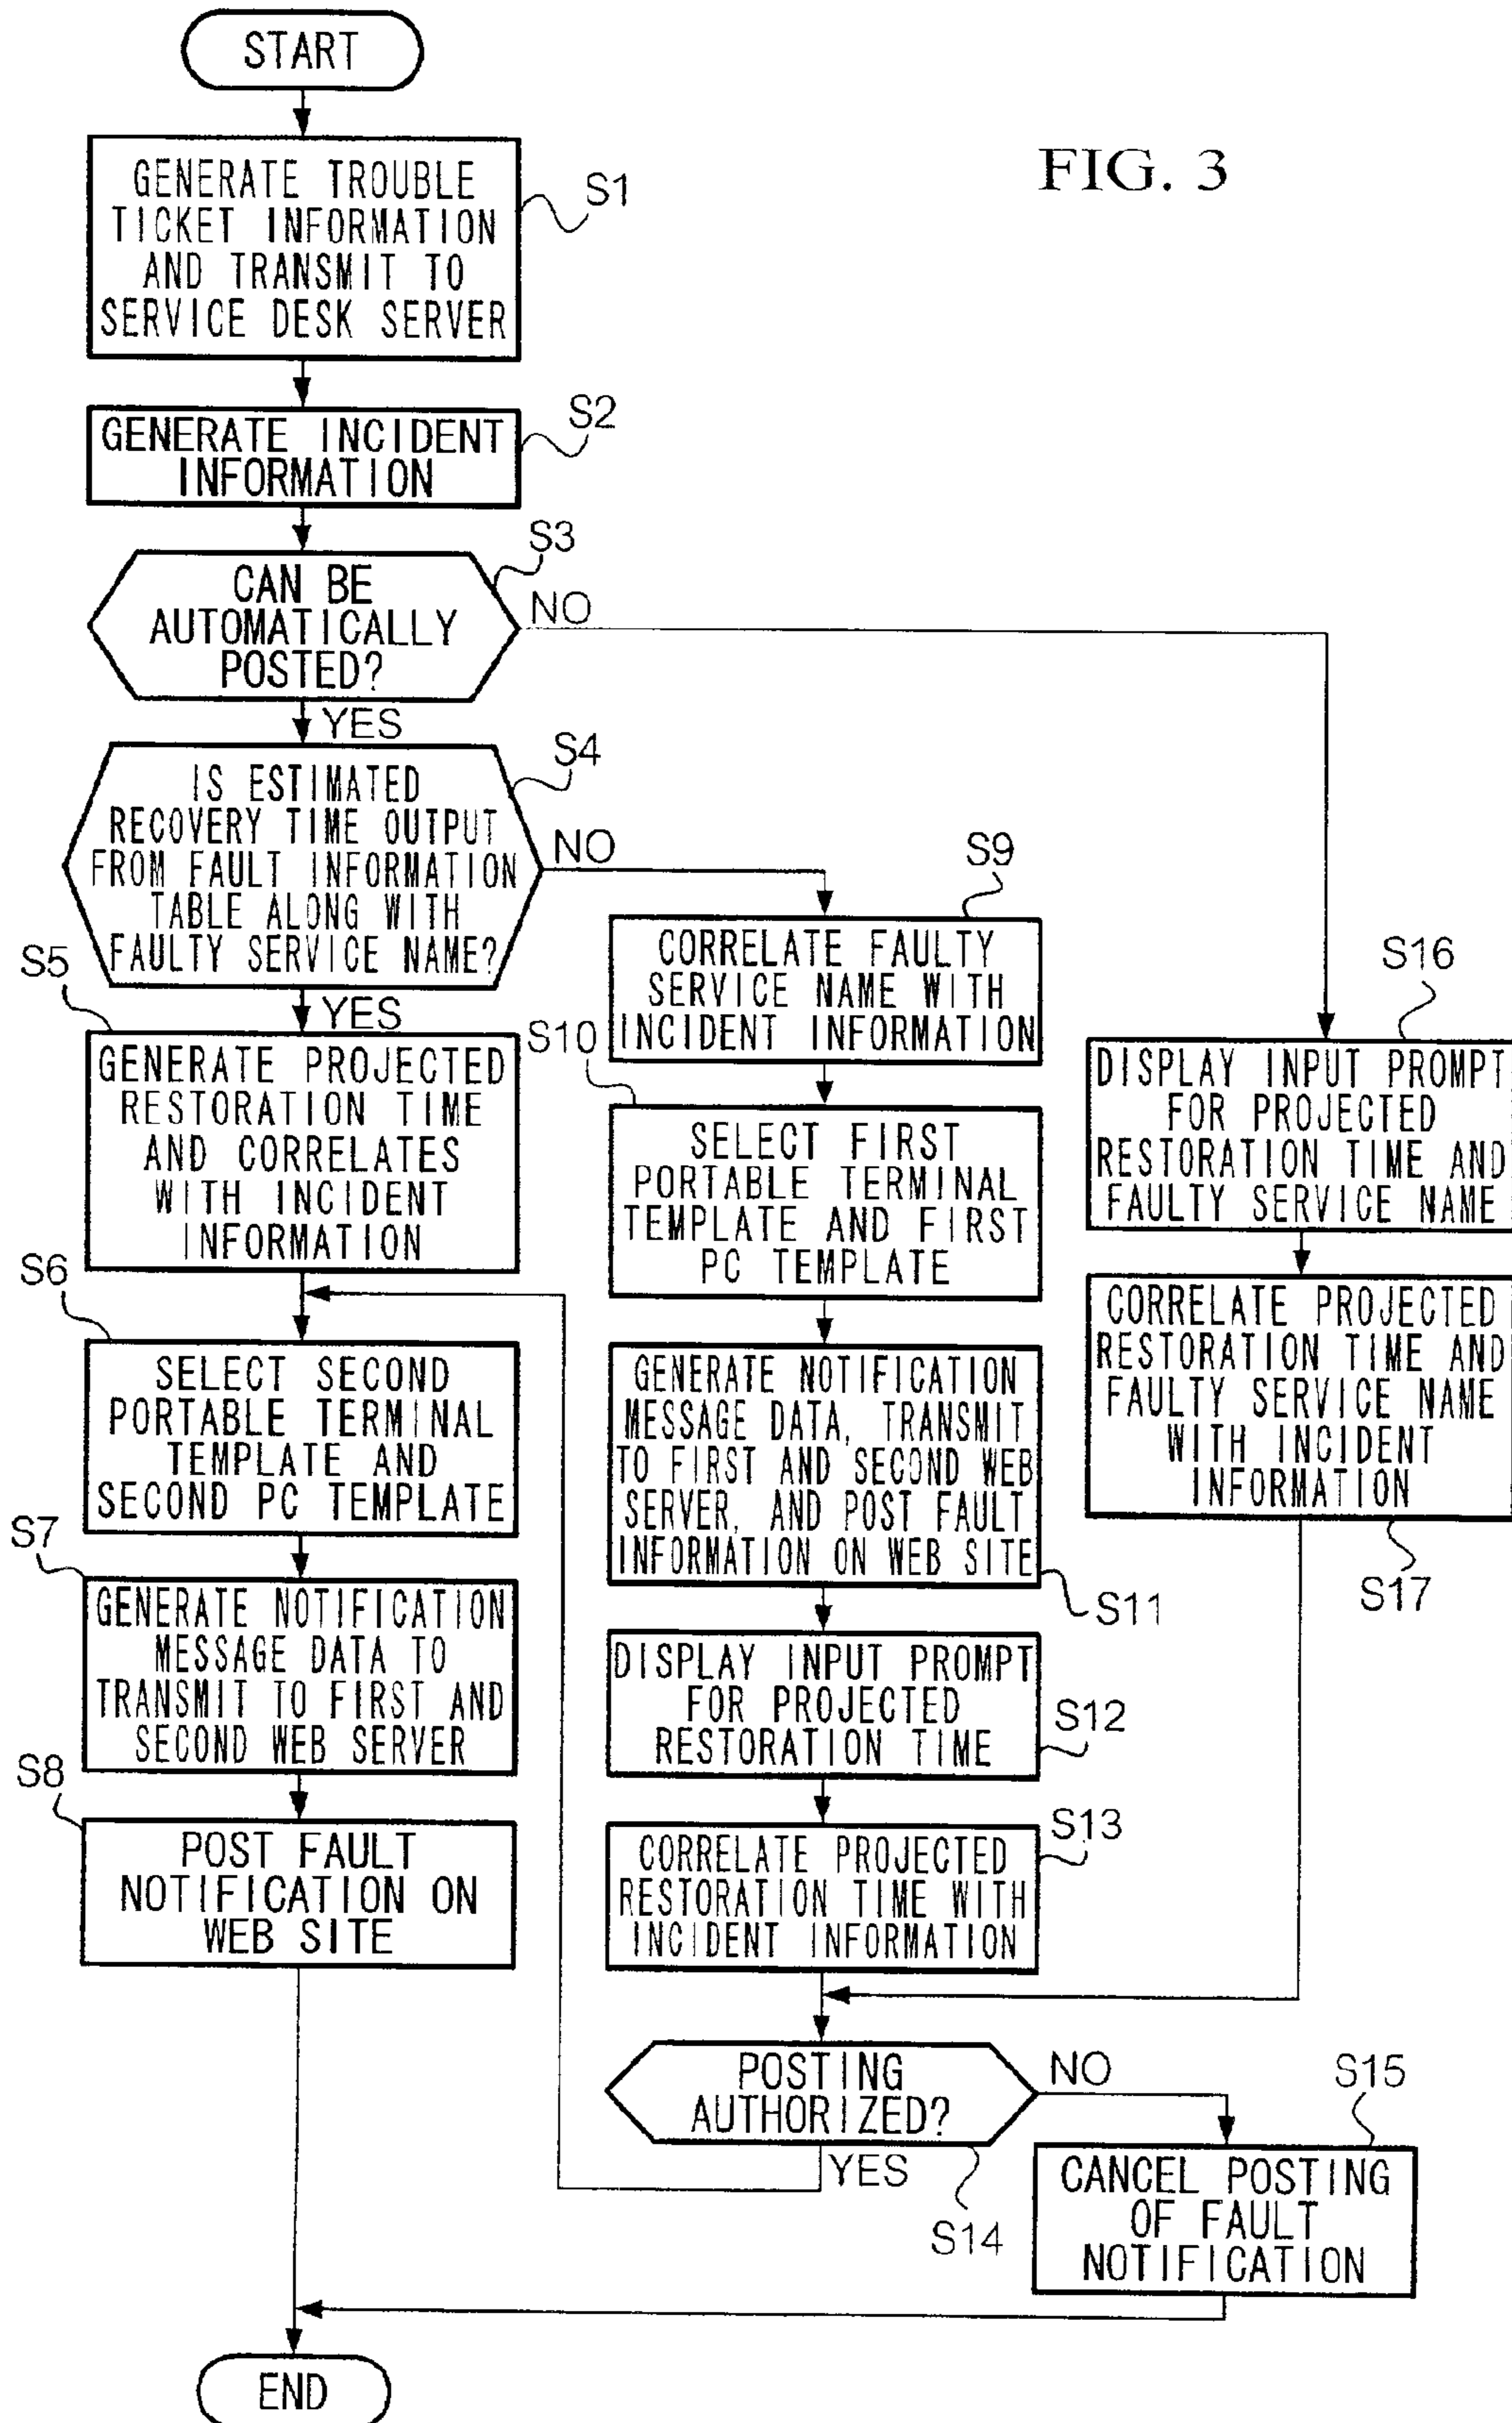 START
FIG. 3
GENERATE TROUBLE
TICKET INFORMATION
AND TRANSMIT TO
SERVICE DESK SERVER
S1
GENERATE INCIDENT
INFORMATION
S2
CAN BE
AUTOMATICALLY
POSTED?
S3
NO
YES
IS ESTIMATED
RECOVERY TIME OUTPUT
FROM FAULT INFORMATION
TABLE ALONG WITH
FAULTY SERVICE NAME?
S4
NO
YES
S5
GENERATE PROJECTED
RESTORATION TIME
AND CORRELATES
WITH INCIDENT
INFORMATION
S6
SELECT SECOND
PORTABLE TERMINAL
TEMPLATE AND
SECOND PC TEMPLATE
S7
GENERATE NOTIFICATION
MESSAGE DATA TO
TRANSMIT TO FIRST AND
SECOND WEB SERVER
S8
POST FAULT
NOTIFICATION ON
WEB SITE
S9
CORRELATE FAULTY
SERVICE NAME WITH
INCIDENT INFORMATION
S10
SELECT FIRST
PORTABLE TERMINAL
TEMPLATE AND FIRST
PC TEMPLATE
GENERATE NOTIFICATION
MESSAGE DATA, TRANSMIT
TO FIRST AND SECOND WEB
SERVER, AND POST FAULT
INFORMATION ON WEB SITE
S11
DISPLAY INPUT PROMPT
FOR PROJECTED
RESTORATION TIME
S12
CORRELATE PROJECTED
RESTORATION TIME WITH
INCIDENT INFORMATION
S13
POSTING
AUTHORIZED?
NO
YES
S14
S15
CANCEL POSTING
OF FAULT
NOTIFICATION
S16
DISPLAY INPUT PROMPT
FOR PROJECTED
RESTORATION TIME AND
FAULTY SERVICE NAME
CORRELATE PROJECTED
RESTORATION TIME AND
FAULTY SERVICE NAME
WITH INCIDENT
INFORMATION
S17
END